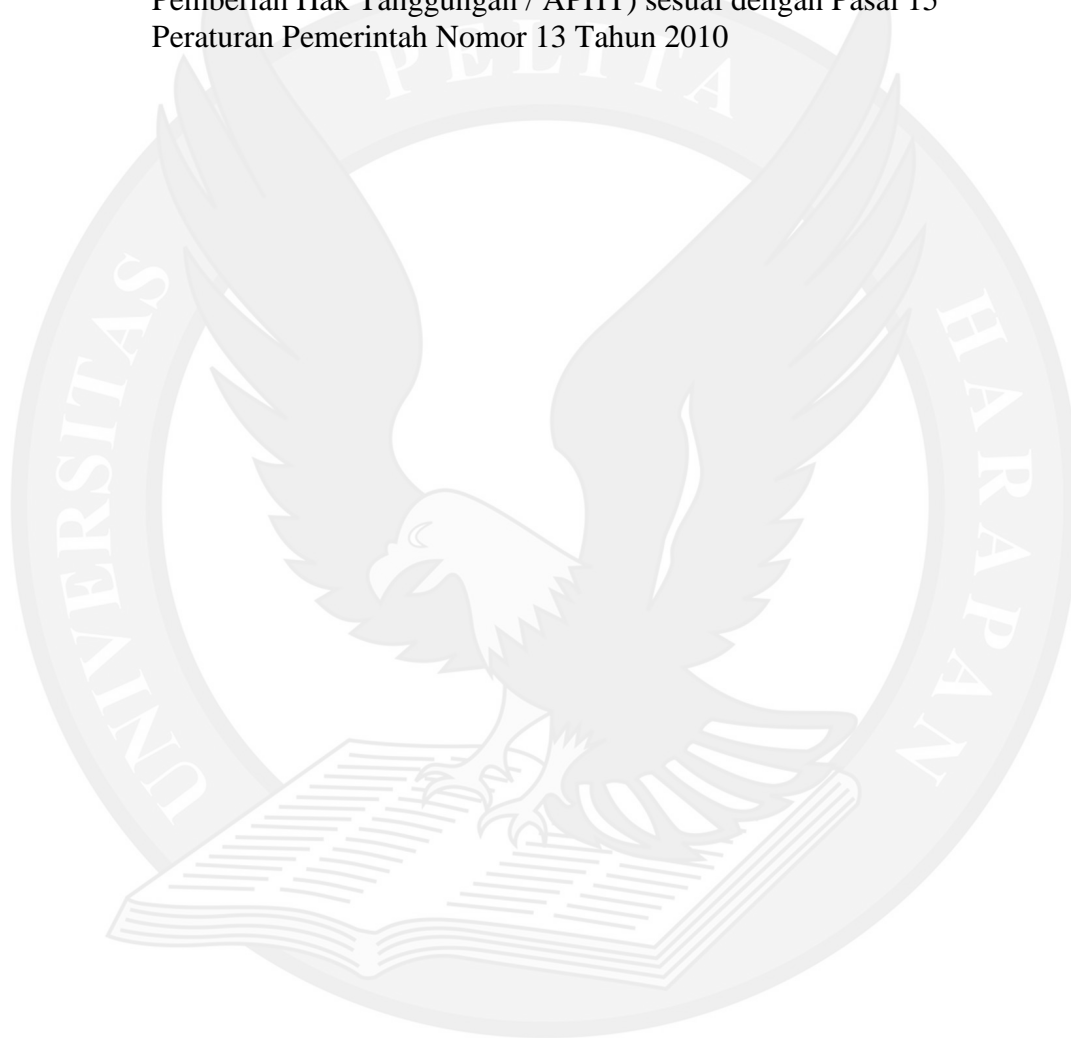 Pemberian Hak Tanggungan / APHT) sesuai dengan Pasal 15
Peraturan Pemerintah Nomor 13 Tahun 2010
UNIVERSITAS
PELITA
HARAPAN